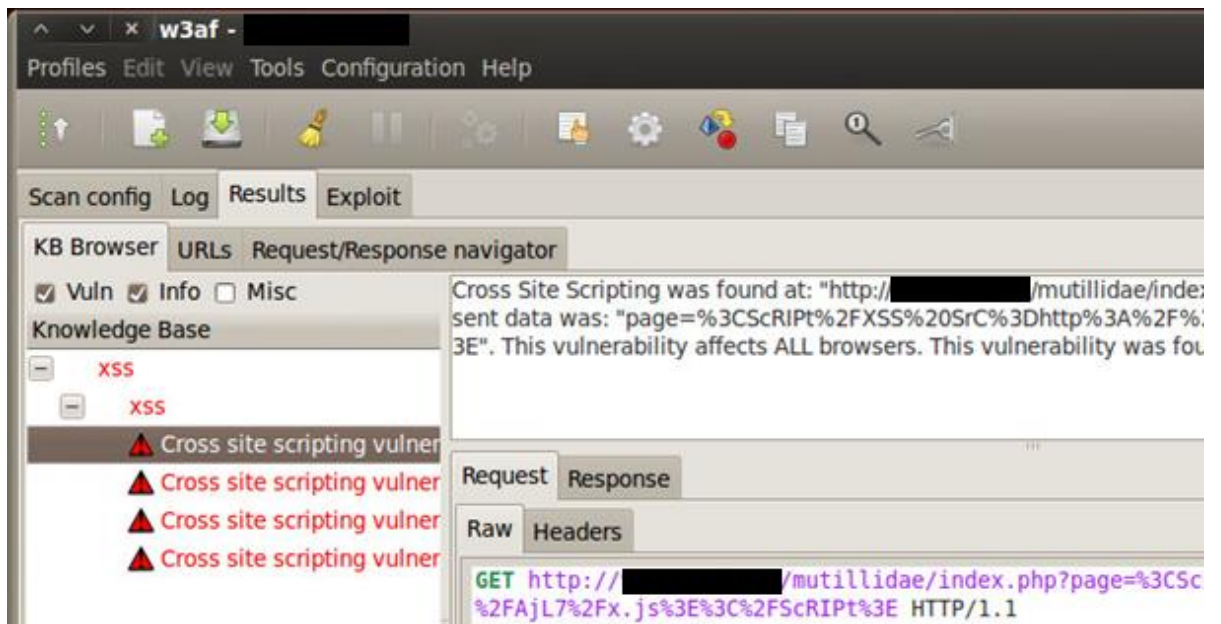 w3af -
Profiles Edit View Tools Configuration Help
Scan config Log Results Exploit
KB Browser URLs Request/Response navigator
Vuln Info Misc
Knowledge Base
xss
xss
Cross site scripting vulner
Cross site scripting vulner
Cross site scripting vulner
Cross site scripting vulner
Cross Site Scripting was found at: "http:// /mutillidae/index
sent data was: "page=%3CScRIPt%2FXSS%20SrC%3Dhttp%3A%2F%
3E". This vulnerability affects ALL browsers. This vulnerability was fou
Request Response
Raw Headers
GET http:// /mutillidae/index.php?page=%3CSc
%2FAjL7%2Fx.js%3E%3C%2FScRIPt%3E HTTP/1.1